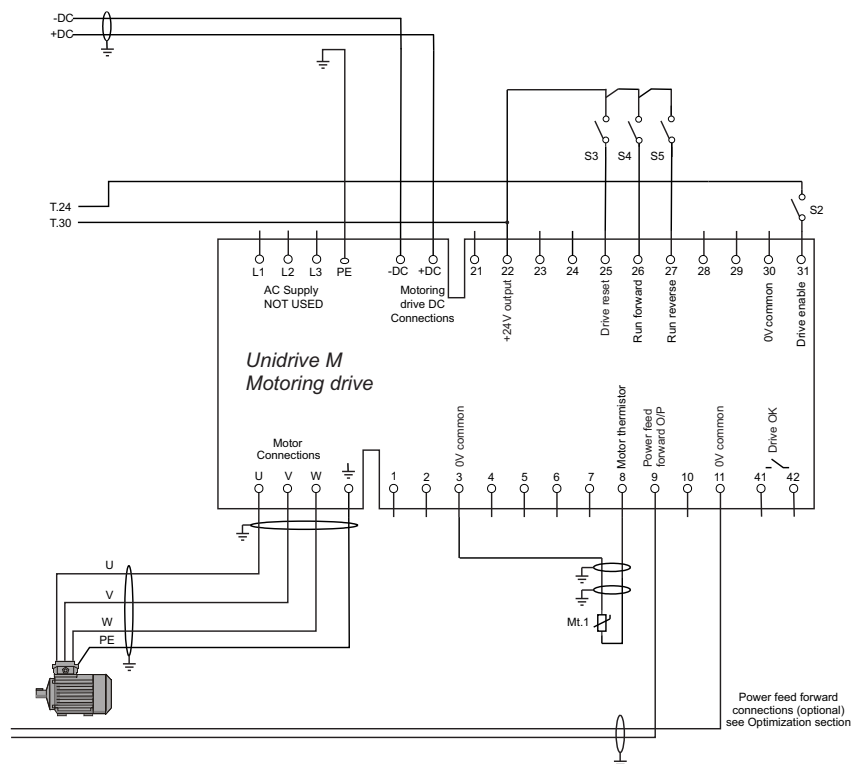 -DC
+DC
S3
S4
S5
T.24
T.30
S2
L1
L2
L3
PE
-DC
+DC
21
22
23
24
25
26
27
28
29
30
31
AC Supply
NOT USED
Motoring
drive DC
Connections
+24V output
Drive reset
Run forward
Run reverse
0V common
Drive enable
Unidrive M
Motoring drive
Motor
Connections
U
V
W
0V common
Motor thermistor
Power feed
forward O/P
0V common
Drive OK
1
2
3
4
5
6
7
8
9
10
11
41
42
U
V
W
PE
Mt.1
Power feed forward
connections (optional)
see Optimization section